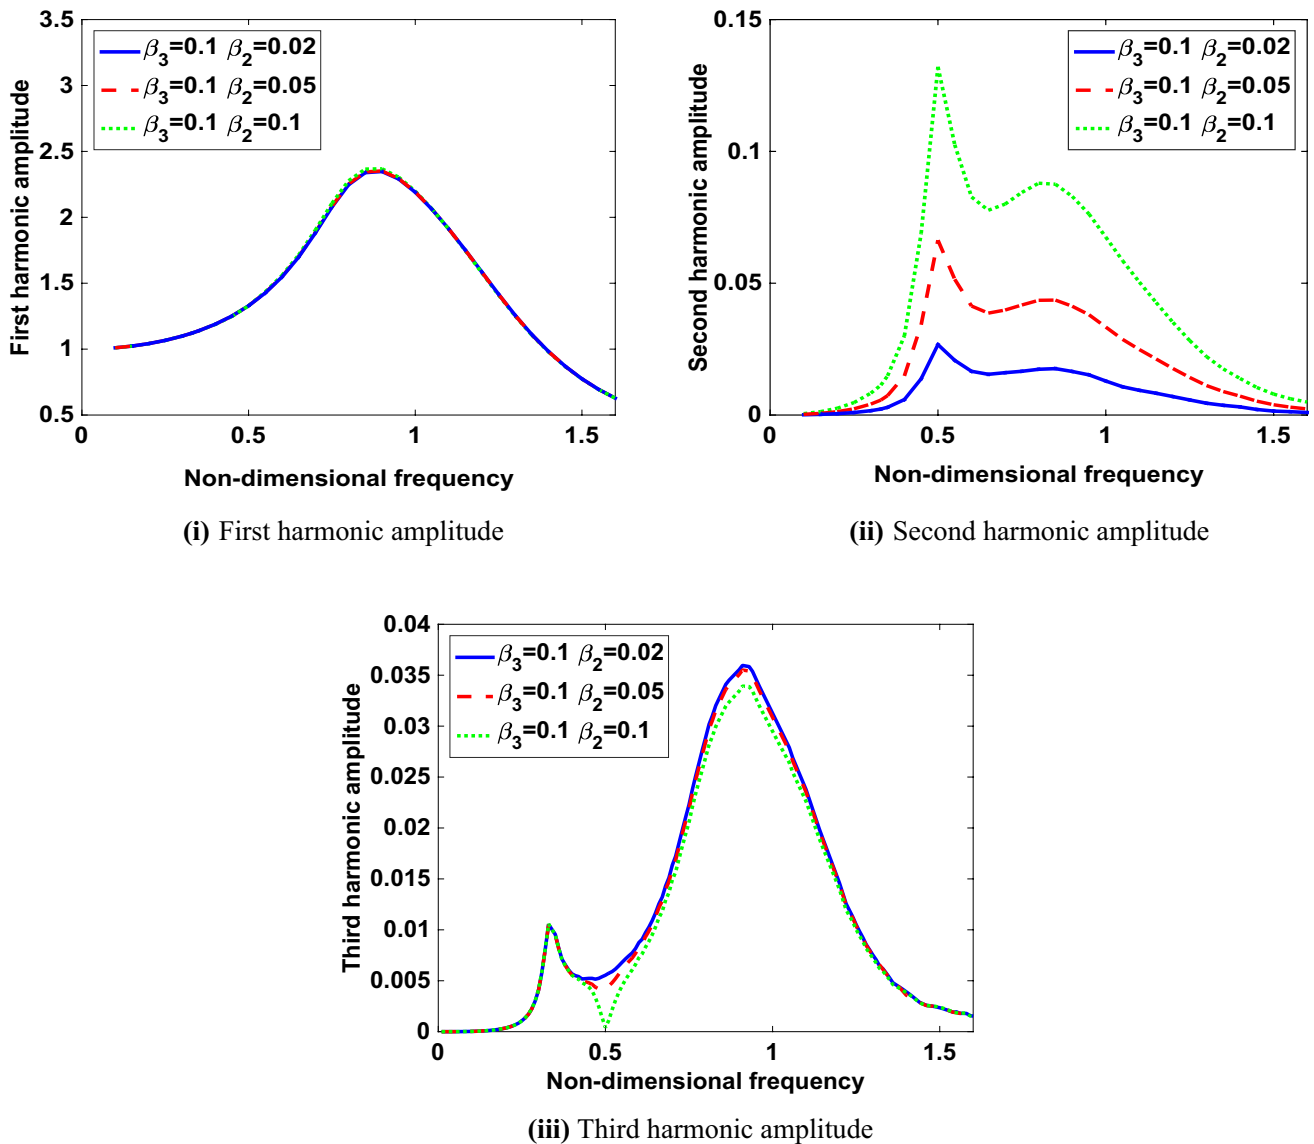 3.5
3
2.5
2
1.5
1
0.5
0
0.5
1
1.5
First harmonic amplitude
β3=0.1 β2=0.02
β3=0.1 β2=0.05
β3=0.1 β2=0.1
Non-dimensional frequency
(i) First harmonic amplitude
0.15
0.1
0.05
0
0
0.5
1
1.5
Second harmonic amplitude
β3=0.1 β2=0.02
β3=0.1 β2=0.05
β3=0.1 β2=0.1
Non-dimensional frequency
(ii) Second harmonic amplitude
0.04
0.035
0.03
0.025
0.02
0.015
0.01
0.005
0
0
0.5
1
1.5
Third harmonic amplitude
β3=0.1 β2=0.02
β3=0.1 β2=0.05
β3=0.1 β2=0.1
Non-dimensional frequency
(iii) Third harmonic amplitude